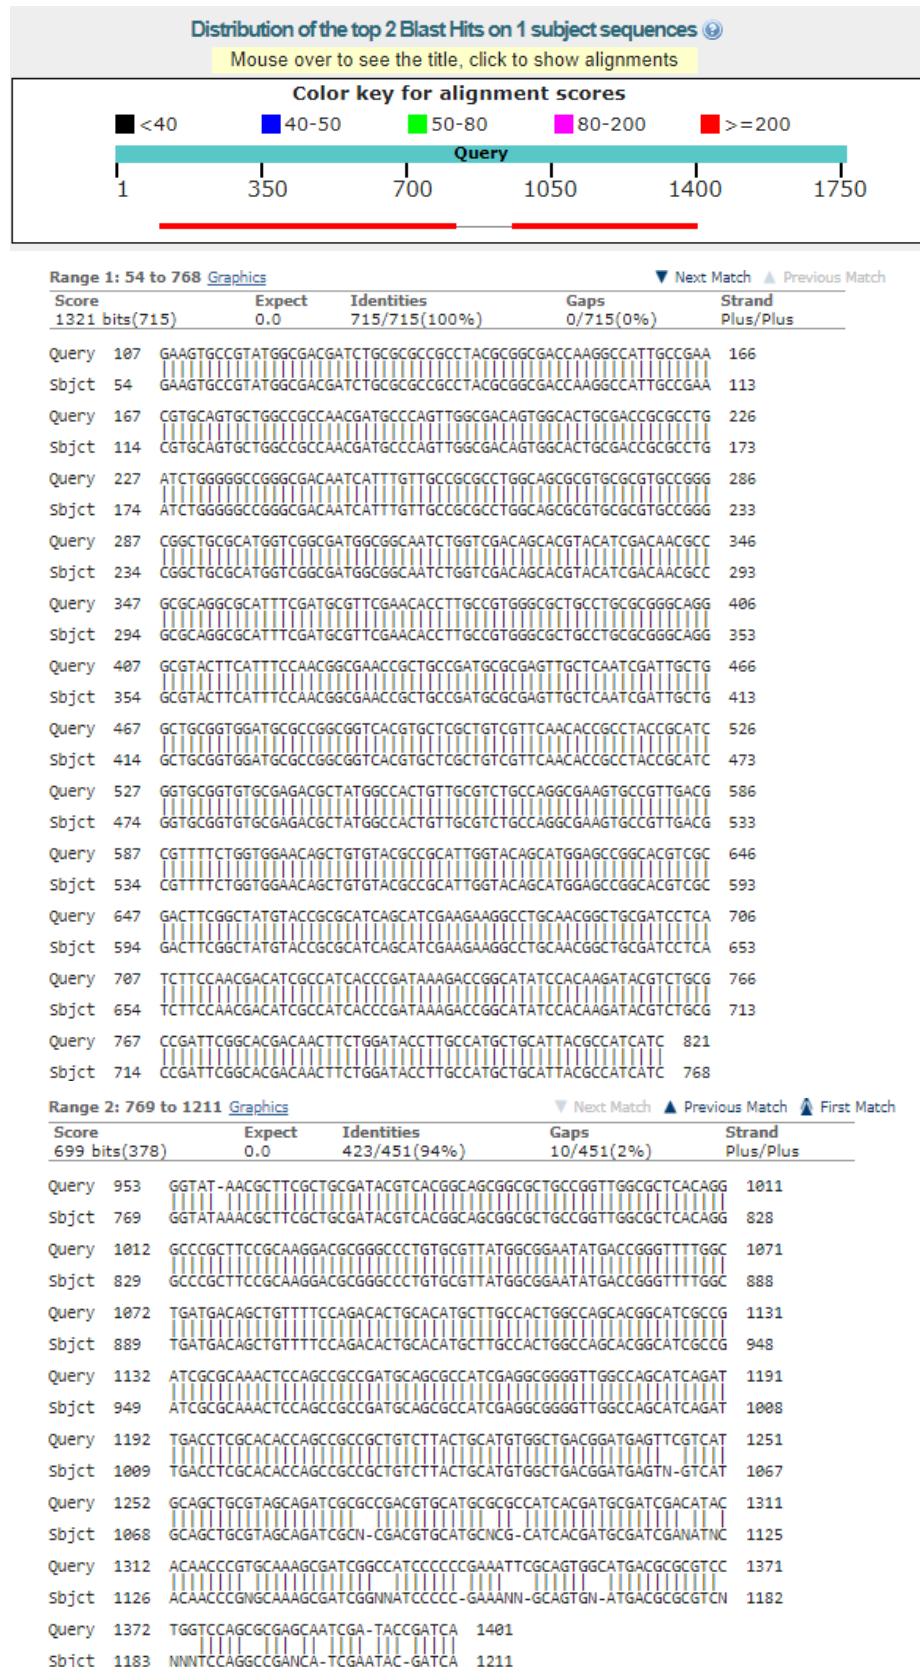 Distribution of the top 2 Blast Hits on 1 subject sequences
Mouse over to see the title, click to show alignments
Color key for alignment scores
<40 40-50 50-80 80-200 >=200
Query
1 350 700 1050 1400 1750
Range 1: 54 to 768 Graphics Next Match Previous Match
Score Expect Identities Gaps Strand
1321 bits(715) 0.0 715/715(100%) 0/715(0%) Plus/Plus
Query 107 GAAGTGCCGTATGGCGACGATCTGCGCGCCGCCTACGCGGCGACCAAGGCCATTGCCGAA 166
Sbjct 54 GAAGTGCCGTATGGCGACGATCTGCGCGCCGCCTACGCGGCGACCAAGGCCATTGCCGAA 113
Query 167 CGTGCAGTGCTGGCCGCCAACGATGCCCAGTTGGCGACAGTGGCACTGCGACCGCGCCTG 226
Sbjct 114 CGTGCAGTGCTGGCCGCCAACGATGCCCAGTTGGCGACAGTGGCACTGCGACCGCGCCTG 173
Query 227 ATCTGGGGGCCGGGCGACAATCATTTGTTGCCGCGCCTGGCAGCGCGTGCGCGTGCCGGG 286
Sbjct 174 ATCTGGGGGCCGGGCGACAATCATTTGTTGCCGCGCCTGGCAGCGCGTGCGCGTGCCGGG 233
Query 287 CGGCTGCGCATGGTCGGCGATGGCGGCAATCTGGTCGACAGCACGTACATCGACAACGCC 346
Sbjct 234 CGGCTGCGCATGGTCGGCGATGGCGGCAATCTGGTCGACAGCACGTACATCGACAACGCC 293
Query 347 GCGCAGGCGCATTTCGATGCGTTCGAACACCTTGCCGTGGGCGCTGCCTGCGCGGGCAGG 406
Sbjct 294 GCGCAGGCGCATTTCGATGCGTTCGAACACCTTGCCGTGGGCGCTGCCTGCGCGGGCAGG 353
Query 407 GCGTACTTCATTTCCAACGGCGAACCGCTGCCGATGCGCGAGTTGCTCAATCGATTGCTG 466
Sbjct 354 GCGTACTTCATTTCCAACGGCGAACCGCTGCCGATGCGCGAGTTGCTCAATCGATTGCTG 413
Query 467 GCTGCGGTGGATGCGCCGGCGGTCACGTGCTCGCTGTCGTTCAACACCGCCTACCGCATC 526
Sbjct 414 GCTGCGGTGGATGCGCCGGCGGTCACGTGCTCGCTGTCGTTCAACACCGCCTACCGCATC 473
Query 527 GGTGCGGTGTGCGAGACGCTATGGCCACTGTTGCGTCTGCCAGGCGAAGTGCCGTTGACG 586
Sbjct 474 GGTGCGGTGTGCGAGACGCTATGGCCACTGTTGCGTCTGCCAGGCGAAGTGCCGTTGACG 533
Query 587 CGTTTTCTGGTGGAACAGCTGTGTACGCCGCATTGGTACAGCATGGAGCCGGCACGTCGC 646
Sbjct 534 CGTTTTCTGGTGGAACAGCTGTGTACGCCGCATTGGTACAGCATGGAGCCGGCACGTCGC 593
Query 647 GACTTCGGCTATGTACCGCGCATCAGCATCGAAGAAGGCCTGCAACGGCTGCGATCCTCA 706
Sbjct 594 GACTTCGGCTATGTACCGCGCATCAGCATCGAAGAAGGCCTGCAACGGCTGCGATCCTCA 653
Query 707 TCTTCCAACGACATCGCCATCACCCGATAAAGACCGGCATATCCACAAGATACGTCTGCG 766
Sbjct 654 TCTTCCAACGACATCGCCATCACCCGATAAAGACCGGCATATCCACAAGATACGTCTGCG 713
Query 767 CCGATTCGGCACGACAACTTCTGGATACCTTGCCATGCTGCATTACGCCATCATC 821
Sbjct 714 CCGATTCGGCACGACAACTTCTGGATACCTTGCCATGCTGCATTACGCCATCATC 768
Range 2: 769 to 1211 Graphics Next Match Previous Match First Match
Score Expect Identities Gaps Strand
699 bits(378) 0.0 423/451(94%) 10/451(2%) Plus/Plus
Query 953 GGTAT-AACGCTTCGCTGCGATACGTCACGGCAGCGGCGCTGCCGGTTGGCGCTCACAGG 1011
Sbjct 769 GGTATAAACGCTTCGCTGCGATACGTCACGGCAGCGGCGCTGCCGGTTGGCGCTCACAGG 828
Query 1012 GCCCGCTTCCGCAAGGACGCGGGCCCTGTGCGTTATGGCGGAATATGACCGGGTTTTGGC 1071
Sbjct 829 GCCCGCTTCCGCAAGGACGCGGGCCCTGTGCGTTATGGCGGAATATGACCGGGTTTTGGC 888
Query 1072 TGATGACAGCTGTTTTCCAGACACTGCACATGCTTGCCACTGGCCAGCACGGCATCGCCG 1131
Sbjct 889 TGATGACAGCTGTTTTCCAGACACTGCACATGCTTGCCACTGGCCAGCACGGCATCGCCG 948
Query 1132 ATCGCGCAAACTCCAGCCGCCGATGCAGCGCCATCGAGGCGGGGTTGGCCAGCATCAGAT 1191
Sbjct 949 ATCGCGCAAACTCCAGCCGCCGATGCAGCGCCATCGAGGCGGGGTTGGCCAGCATCAGAT 1008
Query 1192 TGACCTCGCACACCAGCCGCCGCTGTCTTACTGCATGTGGCTGACGGATGAGTTCGTCAT 1251
Sbjct 1009 TGACCTCGCACACCAGCCGCCGCTGTCTTACTGCATGTGGCTGACGGATGAGTN-GTCAT 1067
Query 1252 GCAGCTGCGTAGCAGATCGCGCCGACGTGCATGCGCGCCATCACGATGCGATCGACATAC 1311
Sbjct 1068 GCAGCTGCGTAGCAGATCGCN-CGACGTGCATGCNCG-CATCACGATGCGATCGANATNC 1125
Query 1312 ACAACCCGTGCAAAGCGATCGGCCATCCCCCCGAAATTCGCAGTGGCATGACGCGCGTCC 1371
Sbjct 1126 ACAACCCGNGCAAAGCGATCGGNNATCCCCC-GAAANN-GCAGTGN-ATGACGCGCGTCN 1182
Query 1372 TGGTCCAGCGCGAGCAATCGA-TACCGATCA 1401
Sbjct 1183 NNNTCCAGGCCGANCA-TCGAATAC-GATCA 1211